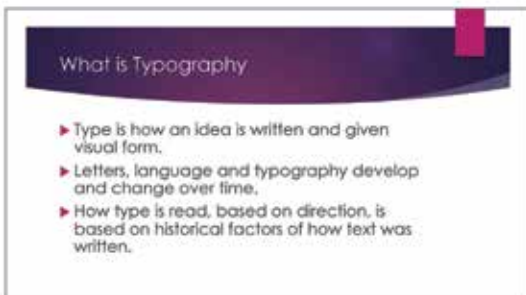 What is Typography
Type is how an idea is written and given
visual form.
Letters, language and typography develop
and change over time.
How type is read, based on direction, is
based on historical factors of how text was
written.